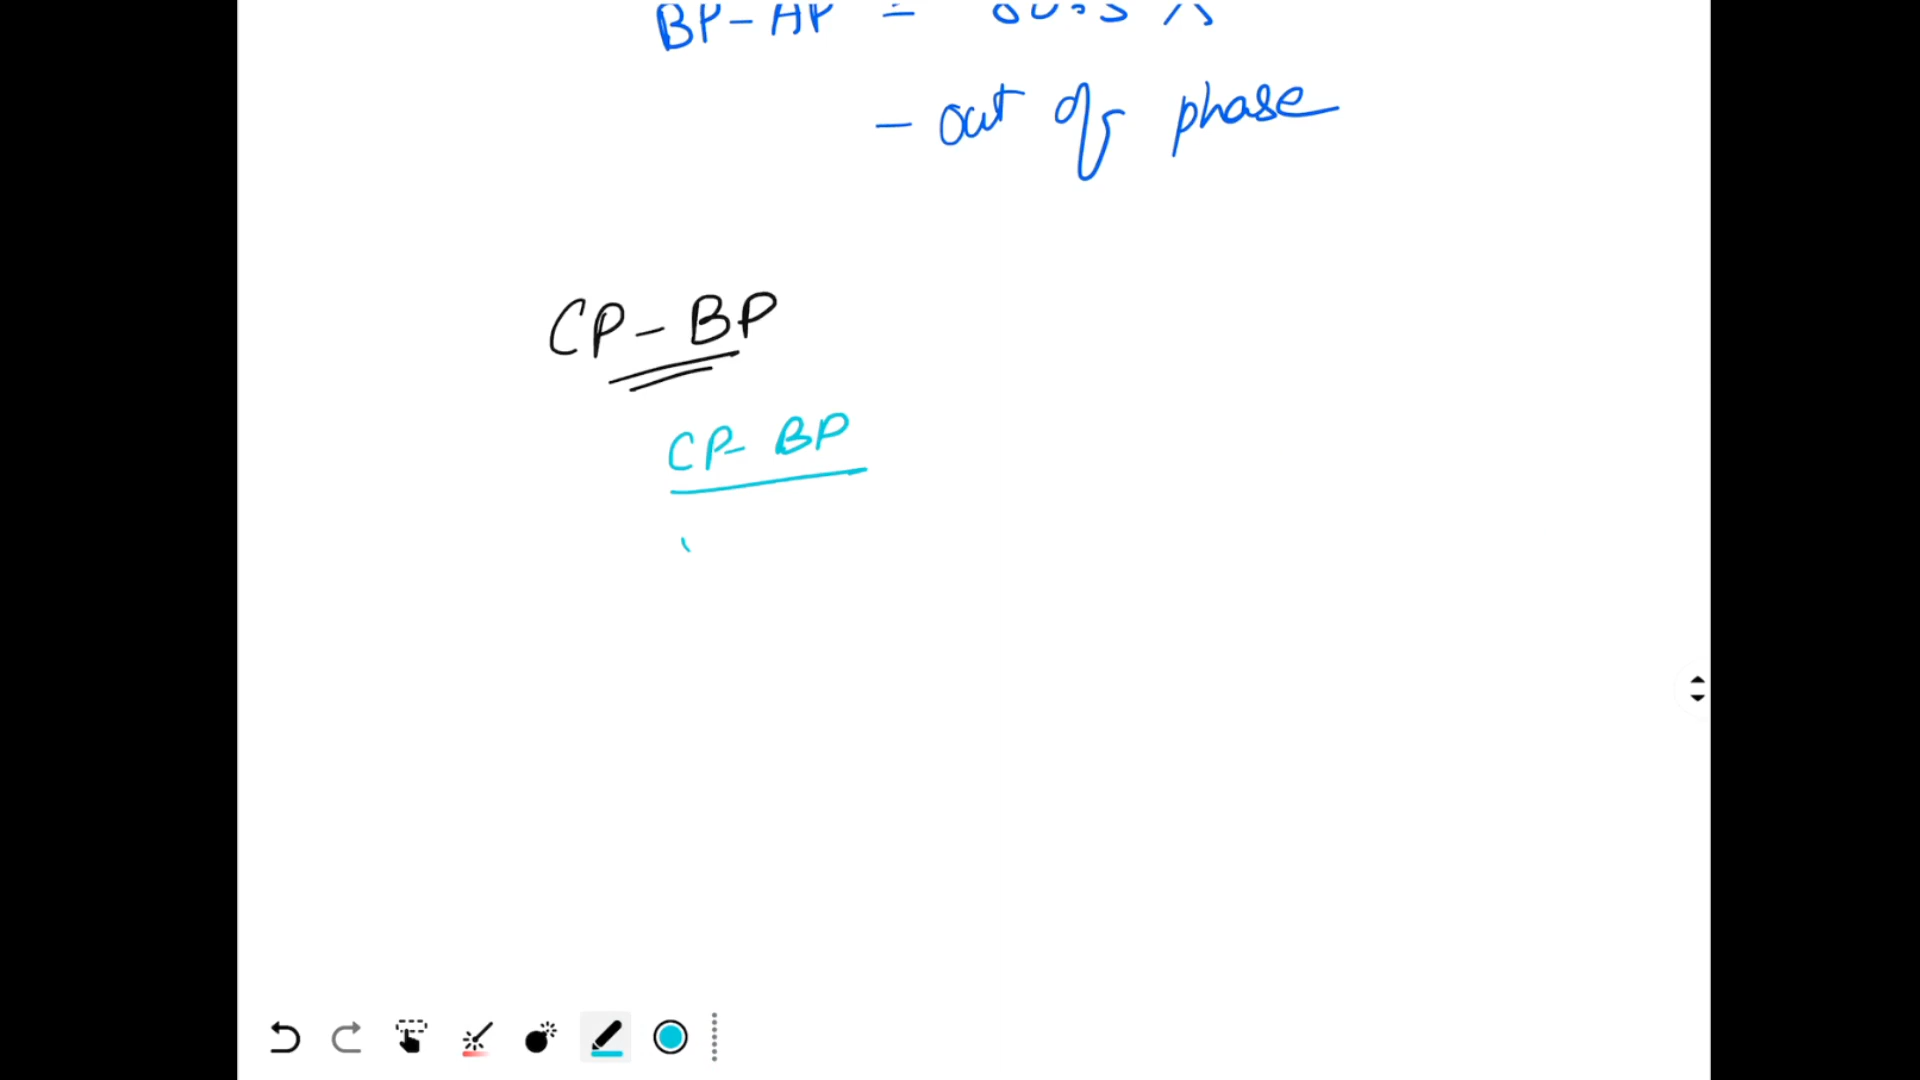 BP-AP =
- out of phase
CP-BP
CP-BP